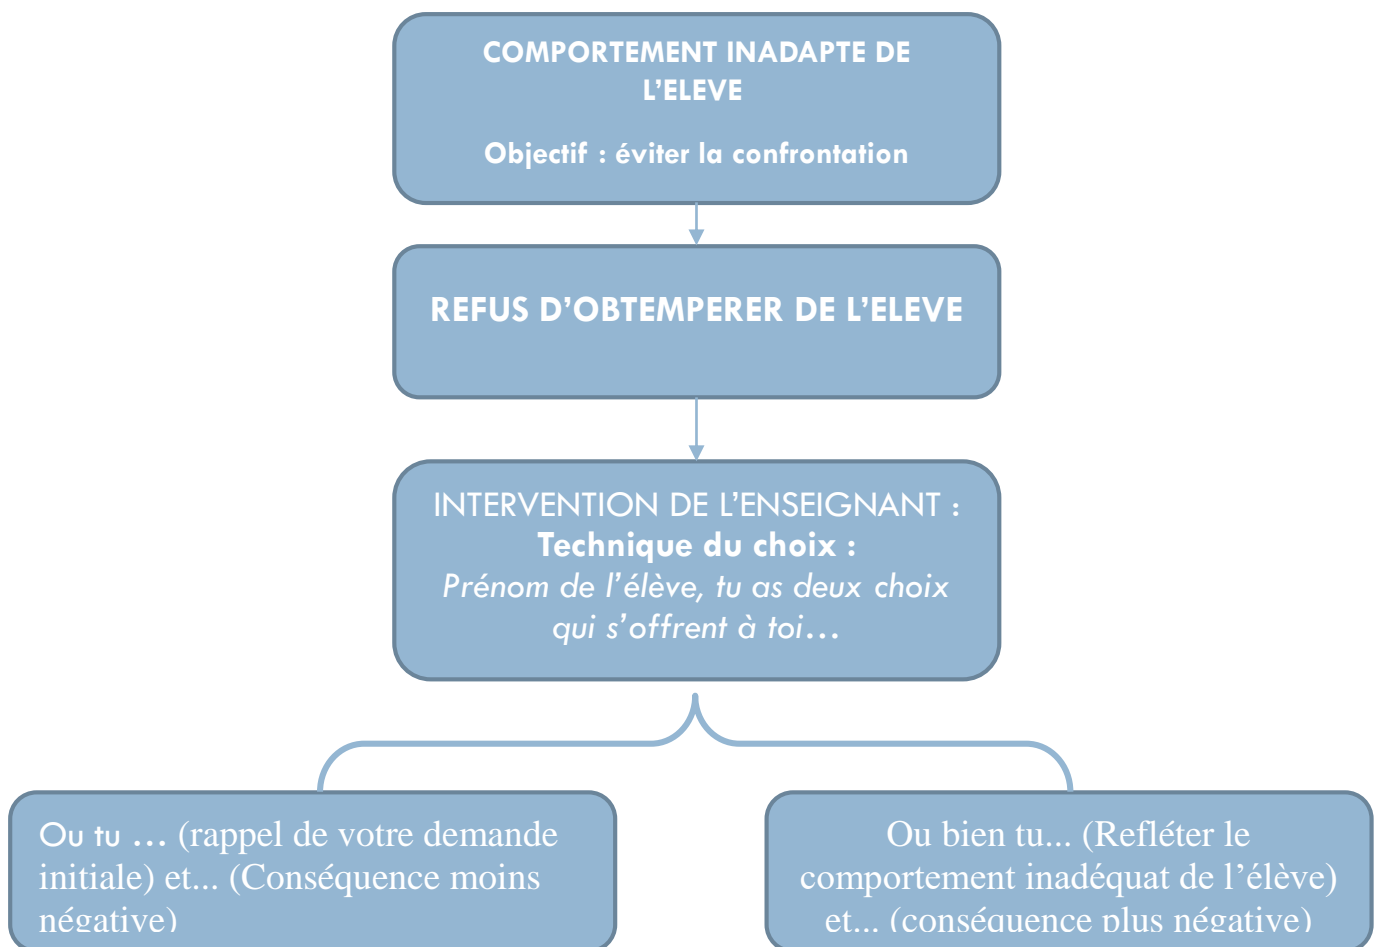 COMPORTEMENT INADAPTE DE
L’ELEVE
Objectif : éviter la confrontation
REFUS D’OBTEMPERER DE L’ELEVE
INTERVENTION DE L’ENSEIGNANT :
Technique du choix :
Prénom de l’élève, tu as deux choix
qui s’offrent à toi…
Ou tu … (rappel de votre demande
initiale) et... (Conséquence moins
négative)
Ou bien tu... (Refléter le
comportement inadéquat de l’élève)
et... (conséquence plus négative)